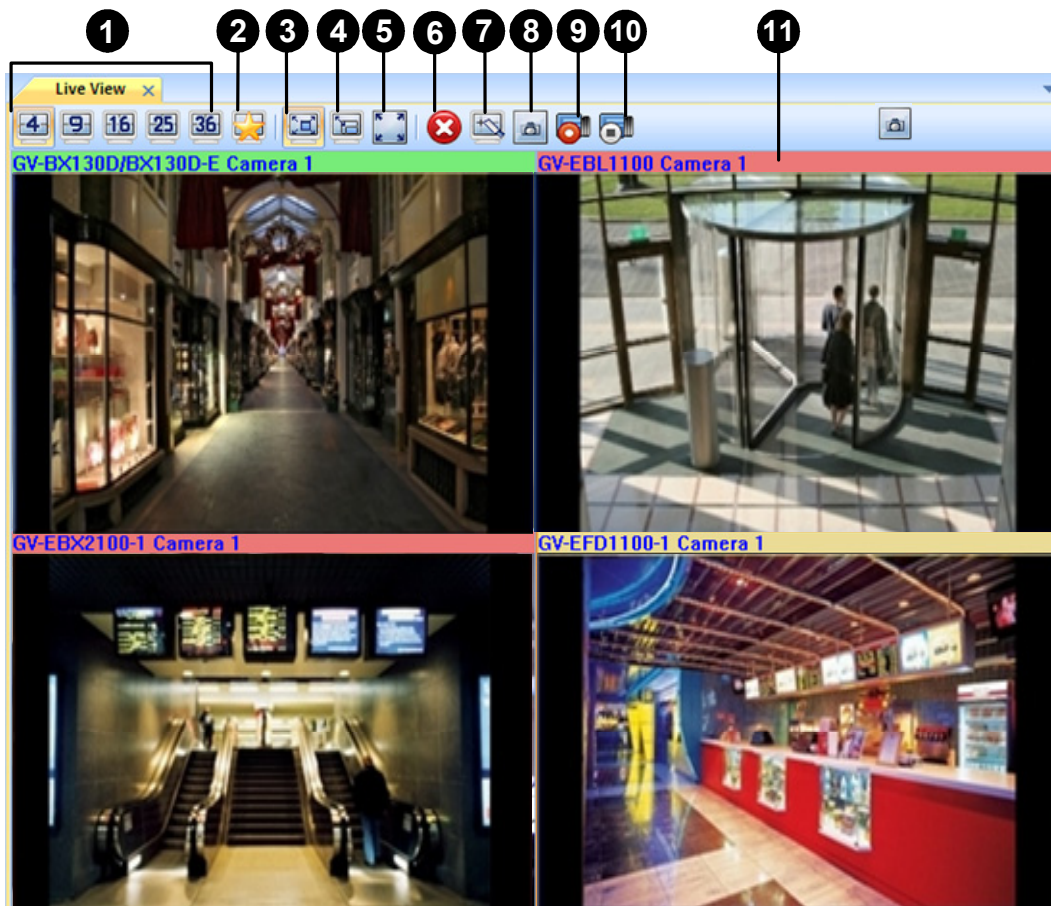 1 2 3 4 5 6 7 8 9 10 11
Live View
4 9 16 25 36
GV-BX130D/BX130D-E Camera 1
GV-EBL1100 Camera 1
GV-EBX2100-1 Camera 1
GV-EFD1100-1 Camera 1